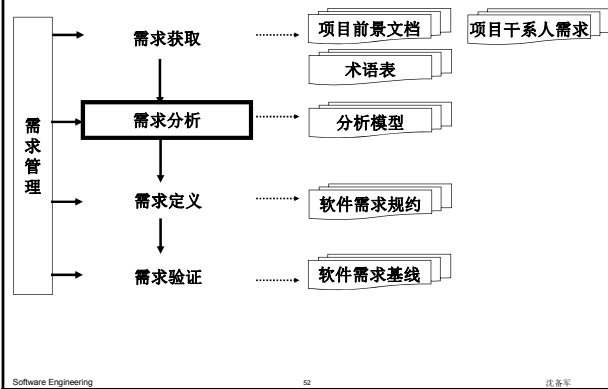 需求获取
项目前景文档
项目干系人需求
术语表
需求管理
需求分析
分析模型
需求定义
软件需求规约
需求验证
软件需求基线
Software Engineering
52
沈备军